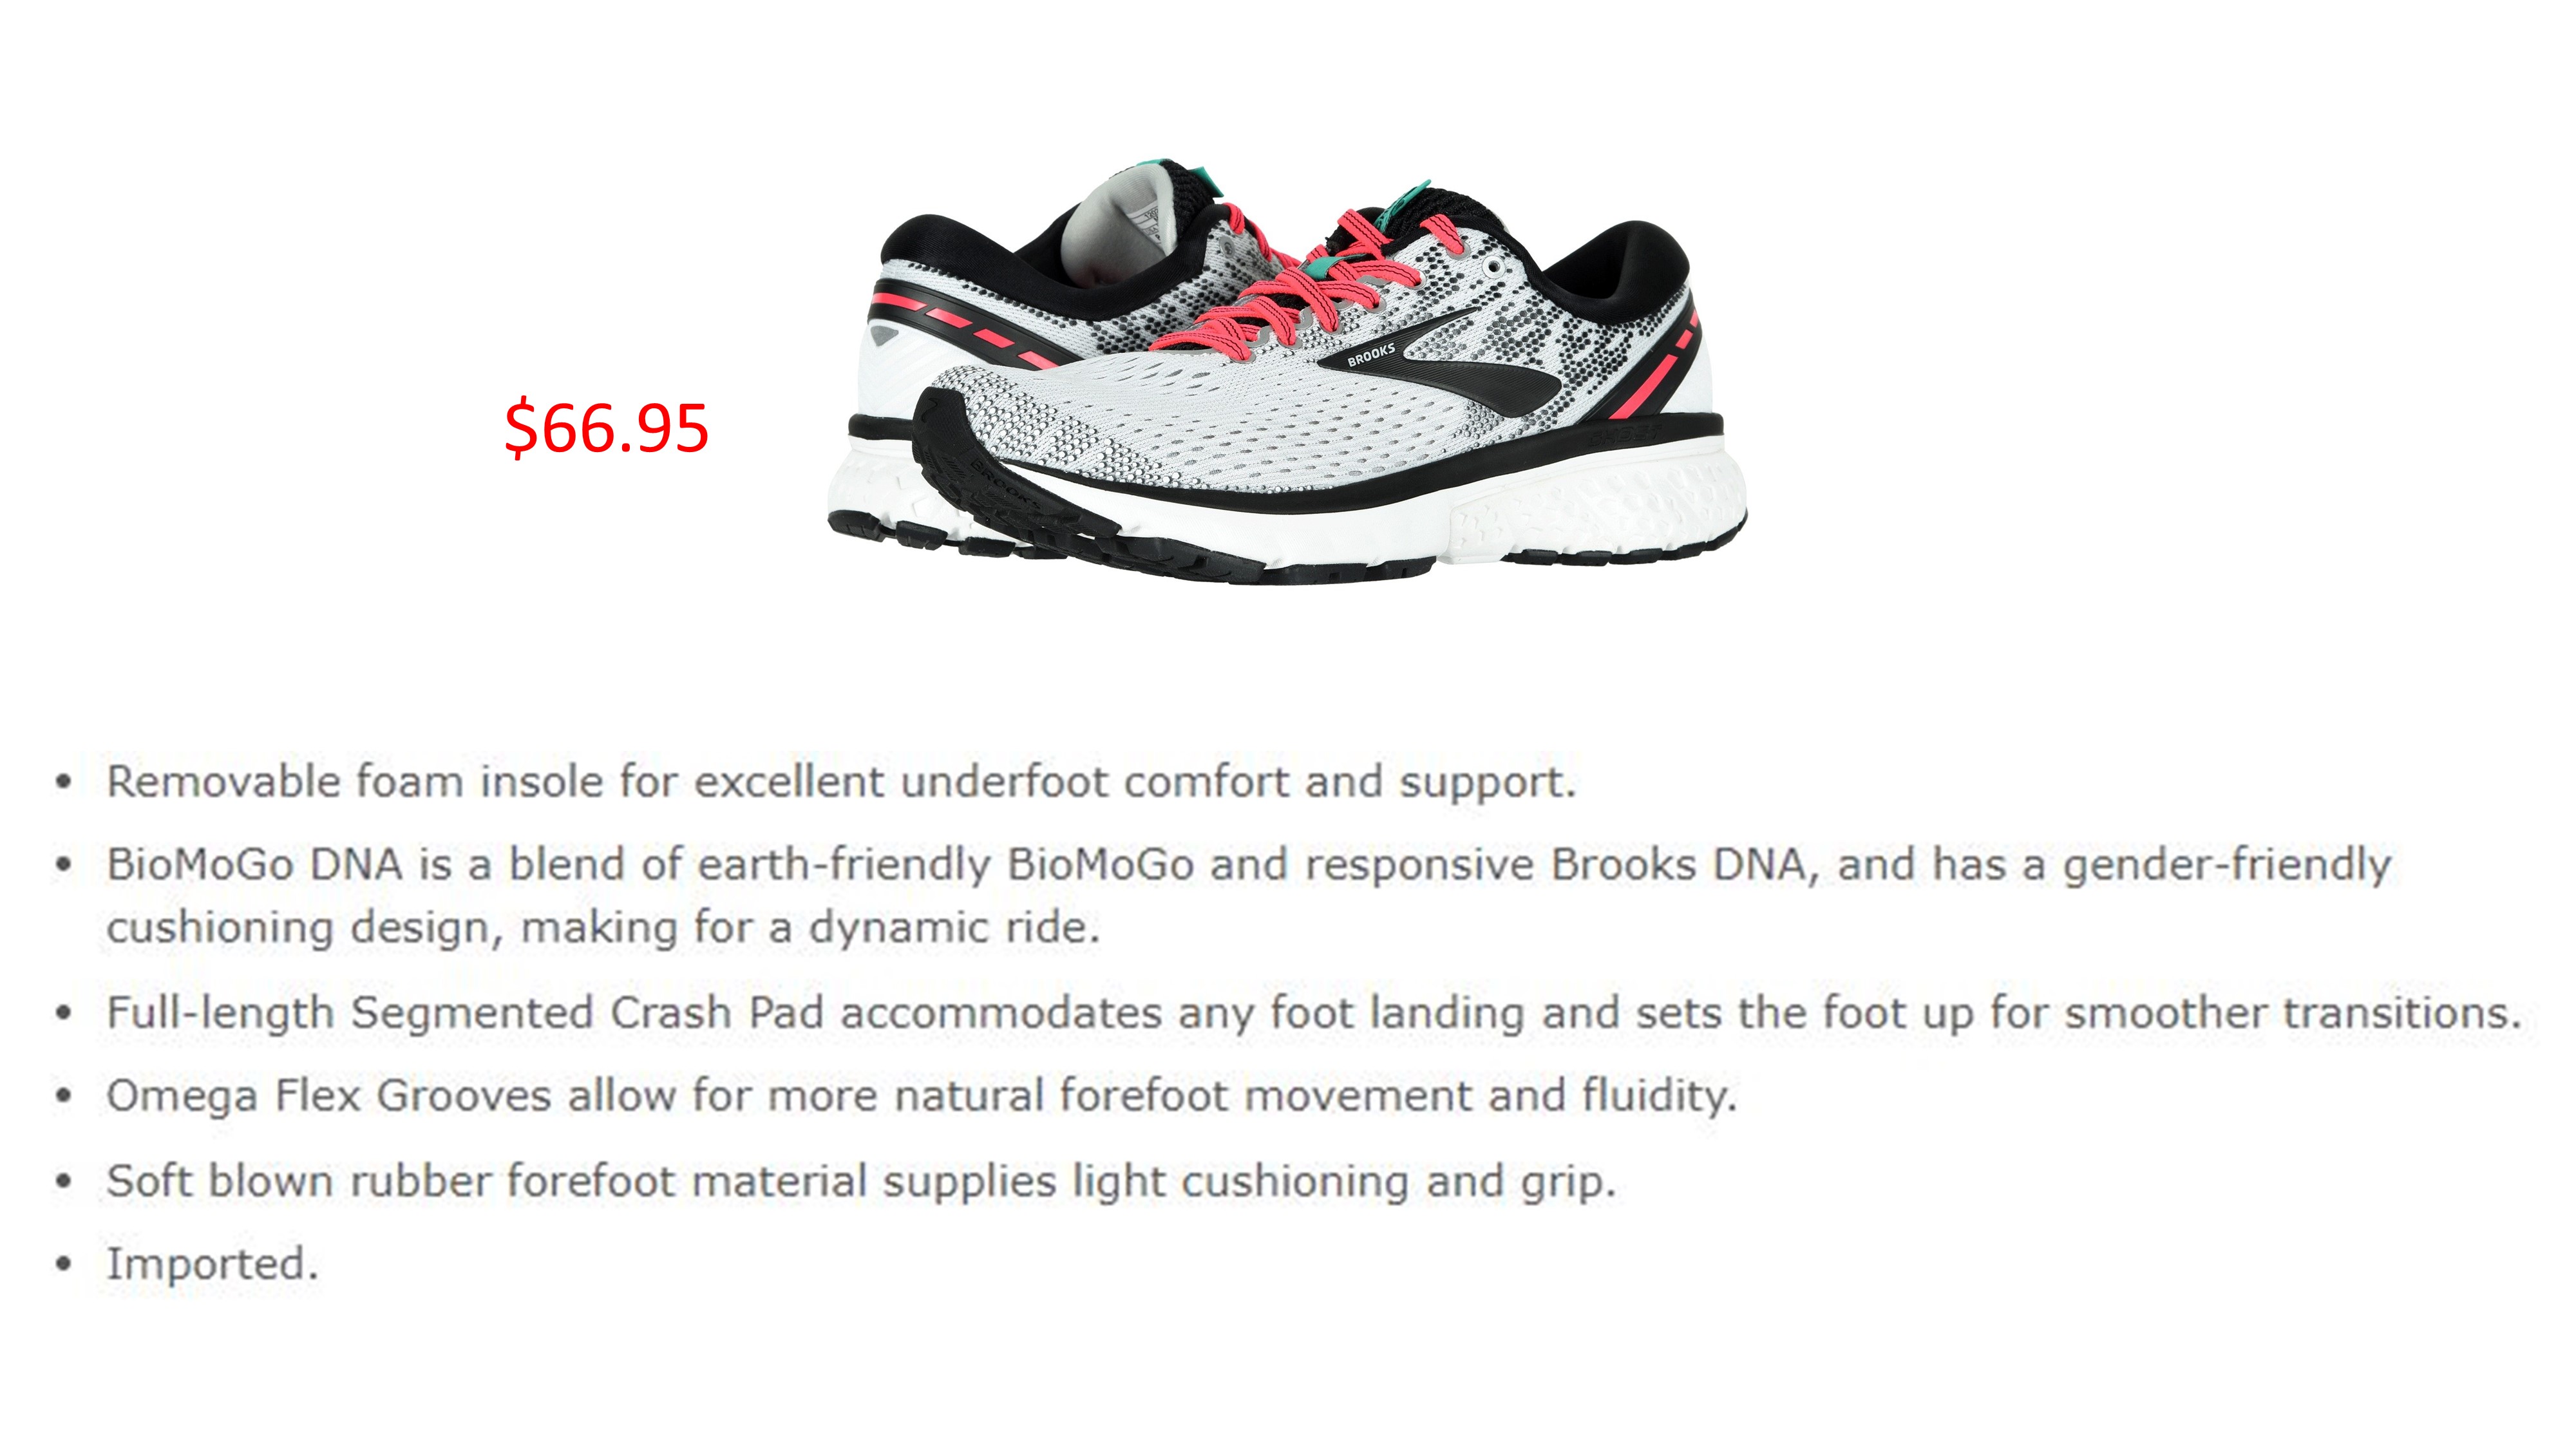 BROOKS
$66.95
BROOKS
• Removable foam insole for excellent underfoot comfort and support.
• BioMoGo DNA is a blend of earth-friendly BioMoGo and responsive Brooks DNA, and has a gender-friendly
cushioning design, making for a dynamic ride.
• Full-length Segmented Crash Pad accommodates any foot landing and sets the foot up for smoother transitions.
• Omega Flex Grooves allow for more natural forefoot movement and fluidity.
• Soft blown rubber forefoot material supplies light cushioning and grip.
• Imported.